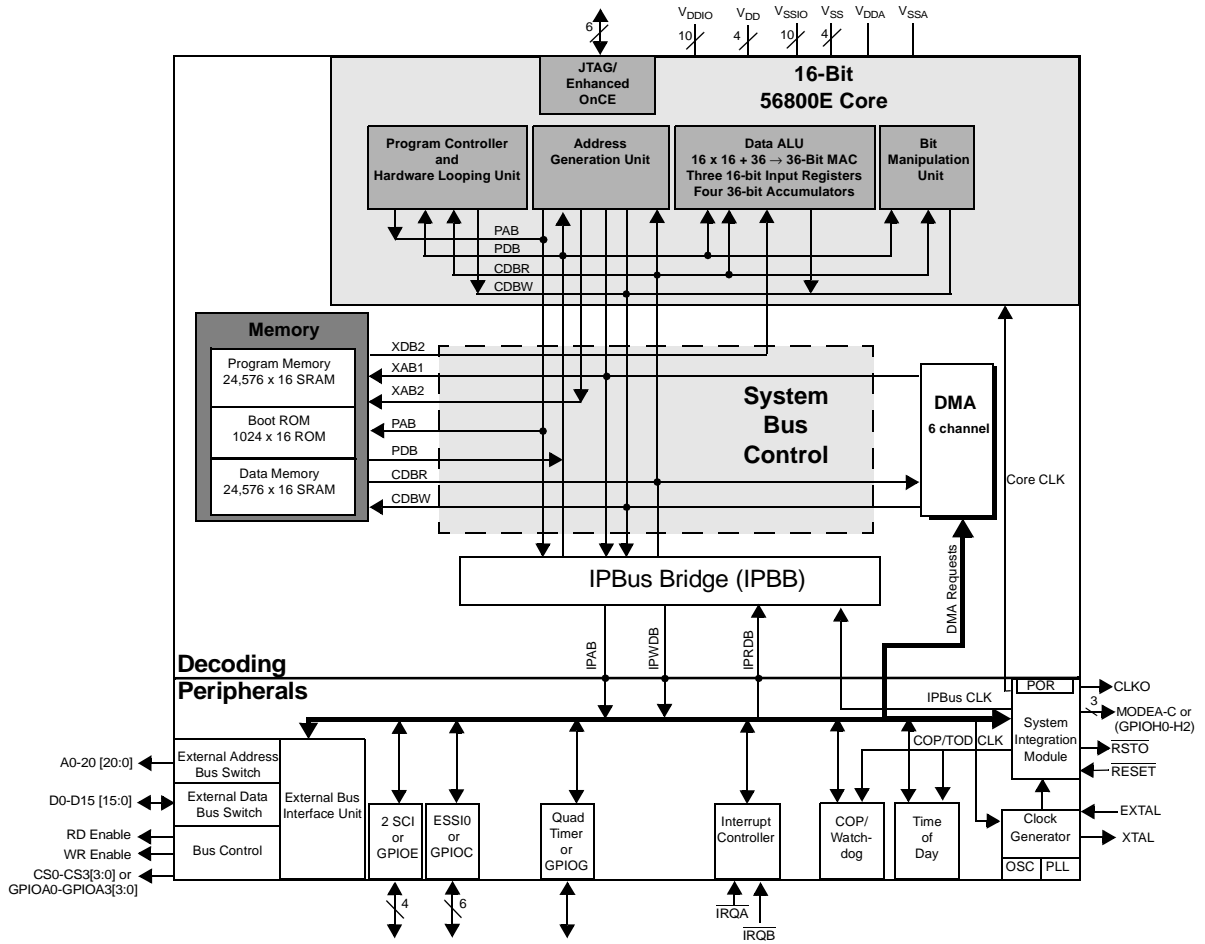 6
V_DDIO
V_DD
V_SSIO
V_SS
V_DDA
V_SSA
10
4
10
4
JTAG/
Enhanced
OnCE
16-Bit
56800E Core
Program Controller
and
Hardware Looping Unit
Address
Generation Unit
Data ALU
16 x 16 + 36 → 36-Bit MAC
Three 16-bit Input Registers
Four 36-bit Accumulators
Bit
Manipulation
Unit
PAB
PDB
CDBR
CDBW
Memory
Program Memory
24,576 x 16 SRAM
Boot ROM
1024 x 16 ROM
Data Memory
24,576 x 16 SRAM
XDB2
XAB1
XAB2
PAB
PDB
CDBR
CDBW
System
Bus
Control
DMA
6 channel
Core CLK
IPBus Bridge (IPBB)
DMA Requests
IPAB
IPWDB
IPRDB
Decoding
Peripherals
IPBus CLK
POR
System
Integration
Module
CLKO
3
MODEA-C or
(GPIOH0-H2)
RSTO
RESET
COP/TOD CLK
A0-20 [20:0]
D0-D15 [15:0]
RD Enable
WR Enable
CS0-CS3[3:0] or
GPIOA0-GPIOA3[3:0]
External Address
Bus Switch
External Data
Bus Switch
Bus Control
External Bus
Interface Unit
2 SCI
or
GPIOE
ESSI0
or
GPIOC
Quad
Timer
or
GPIOG
Interrupt
Controller
COP/
Watch-
dog
Time
of
Day
Clock
Generator
OSC
PLL
EXTAL
XTAL
4
6
IRQA
IRQB